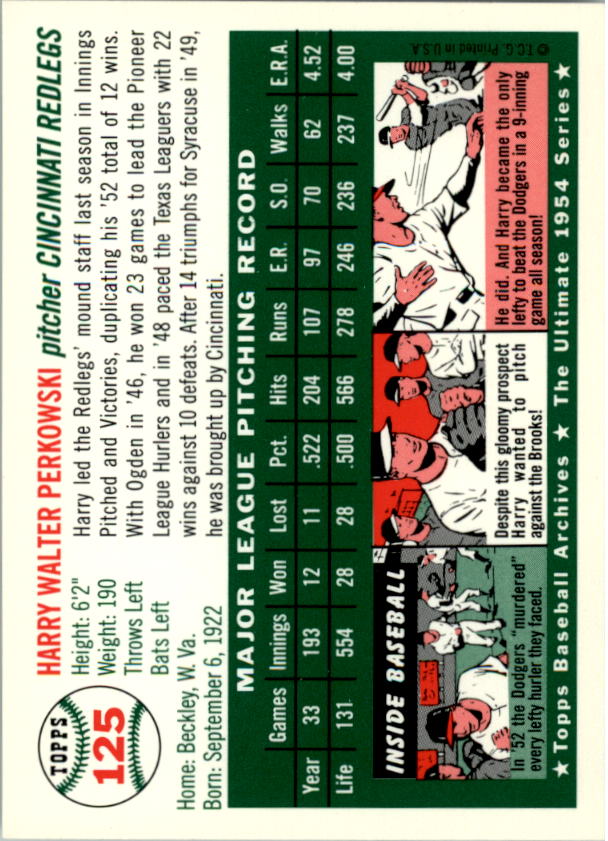 TOPPS
125
HARRY WALTER PERKOWSKI pitcher CINCINNATI REDLEGS
Height: 6'2"
Weight: 190
Throws Left
Bats Left
Home: Beckley, W. Va.
Born: September 6, 1922
Harry led the Redlegs' mound staff last season in Innings
Pitched and Victories, duplicating his '52 total of 12 wins.
With Ogden in '46, he won 23 games to lead the Pioneer
League Hurlers and in '48 paced the Texas Leaguers with 22
wins against 10 defeats. After 14 triumphs for Syracuse in '49,
he was brought up by Cincinnati.
MAJOR LEAGUE PITCHING RECORD
Games Innings Won Lost Pct. Hits Runs E.R. S.O. Walks E.R.A.
Year 33 193 12 11 .522 204 107 97 70 62 4.52
Life 131 554 28 28 .500 566 278 246 236 237 4.00
INSIDE BASEBALL
In '52 the Dodgers "murdered"
every lefty hurler they faced.
Despite this gloomy prospect
Harry wanted to pitch
against the Brooks!
He did. And Harry became the only
lefty to beat the Dodgers in a 9-inning
game all season!
© T.C.G. Printed in U.S.A.
★Topps Baseball Archives ★ The Ultimate 1954 Series★